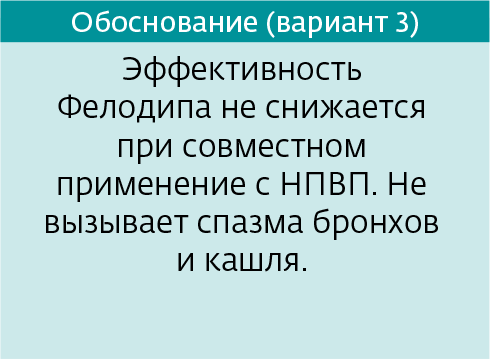 Обоснование (вариант 3)
Эффективность
Фелодипа не снижается
при совместном
применение с НПВП. Не
вызывает спазма бронхов
и кашля.